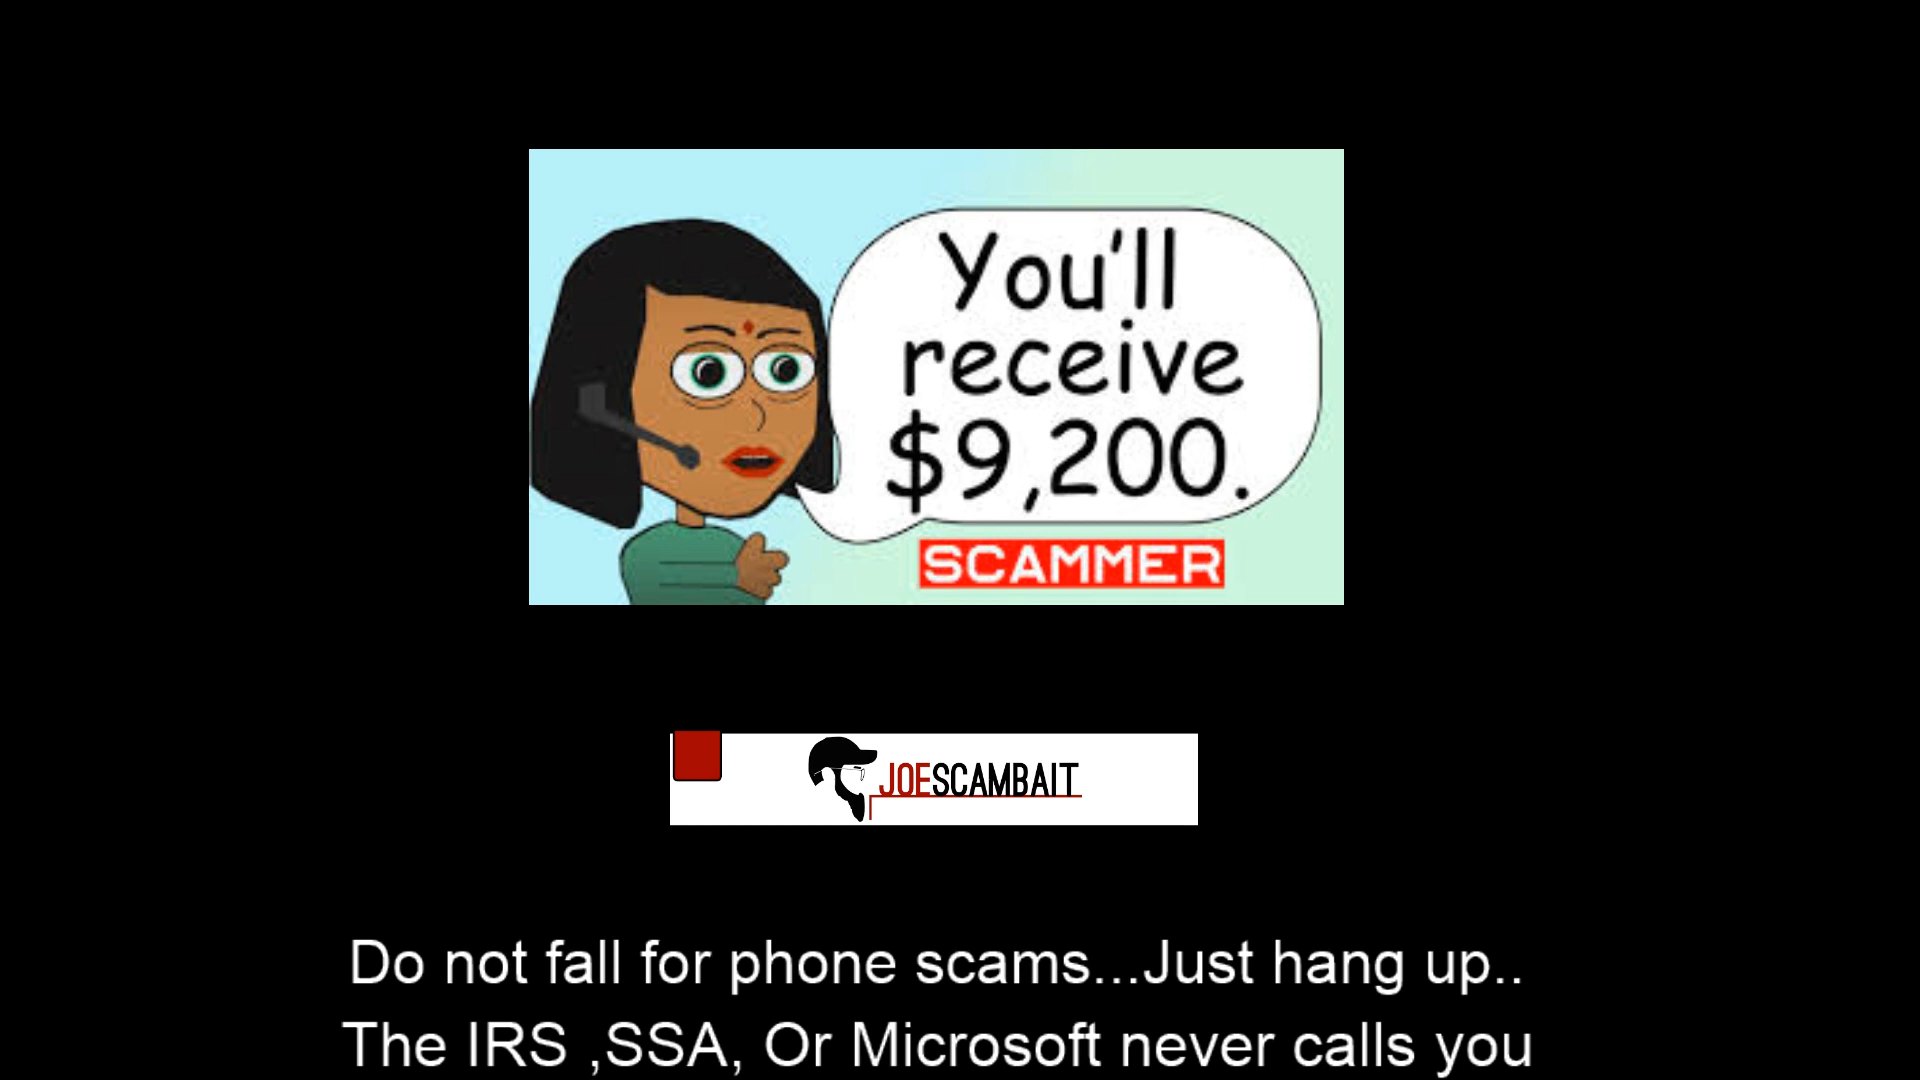 You'll
receive
$9,200.
SCAMMER
JOESCAMBAIT
Do not fall for phone scams...Just hang up..
The IRS ,SSA, Or Microsoft never calls you